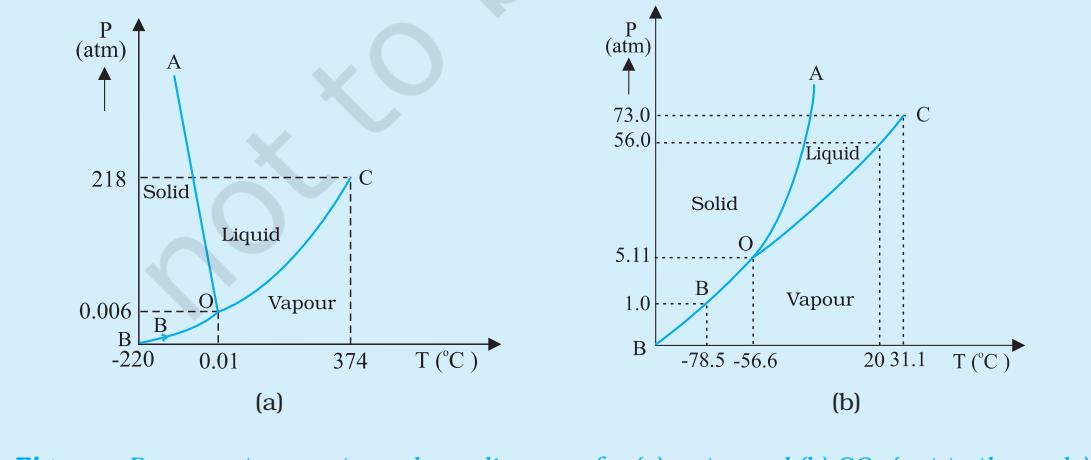 P
(atm)
A
218
C
Solid
Liquid
0.006
O
Vapour
B
B
-220
0.01
374
T (°C )
(a)
P
(atm)
A
73.0
C
56.0
Liquid
Solid
O
5.11
B
1.0
Vapour
B
-78.5
-56.6
20
31.1
T (°C )
(b)
not to b